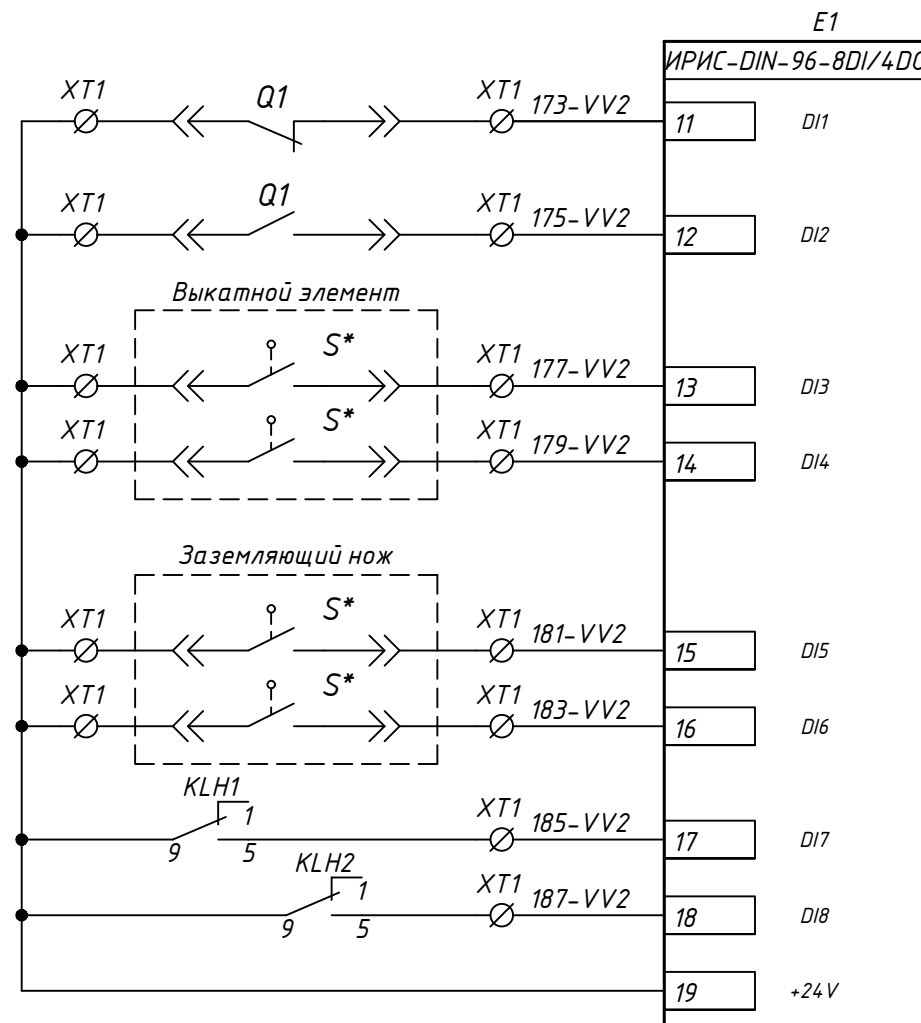 E1
ИРИС-DIN-96-8DI/4DO
XT1 Q1 XT1 173-VV2 11 DI1
XT1 Q1 XT1 175-VV2 12 DI2
Выкатной элемент
XT1 S* XT1 177-VV2 13 DI3
XT1 S* XT1 179-VV2 14 DI4
Заземляющий нож
XT1 S* XT1 181-VV2 15 DI5
XT1 S* XT1 183-VV2 16 DI6
KLH1
1 XT1 185-VV2 17 DI7
9 5
KLH2
1 XT1 187-VV2 18 DI8
9 5
19 +24V